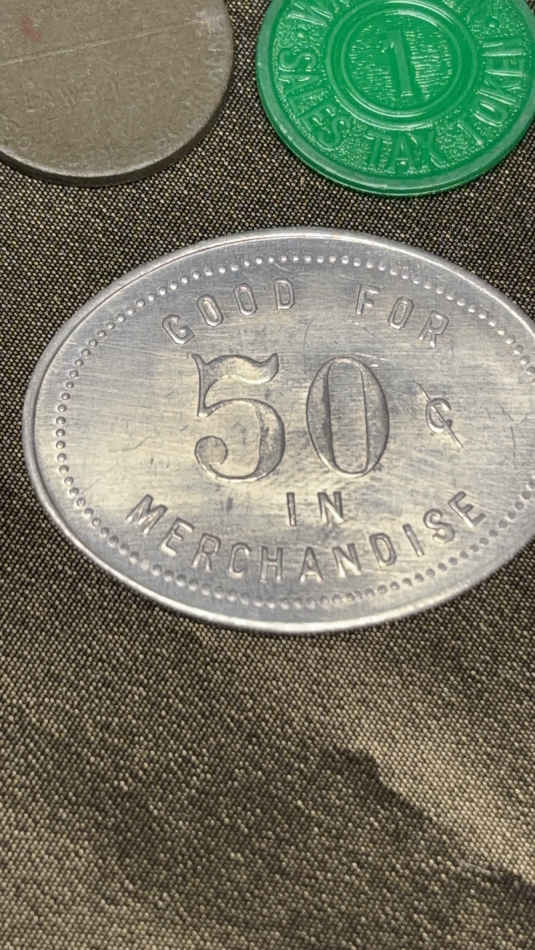 1
SALES TAX TOKEN
GOOD FOR
50¢
IN
MERCHANDISE